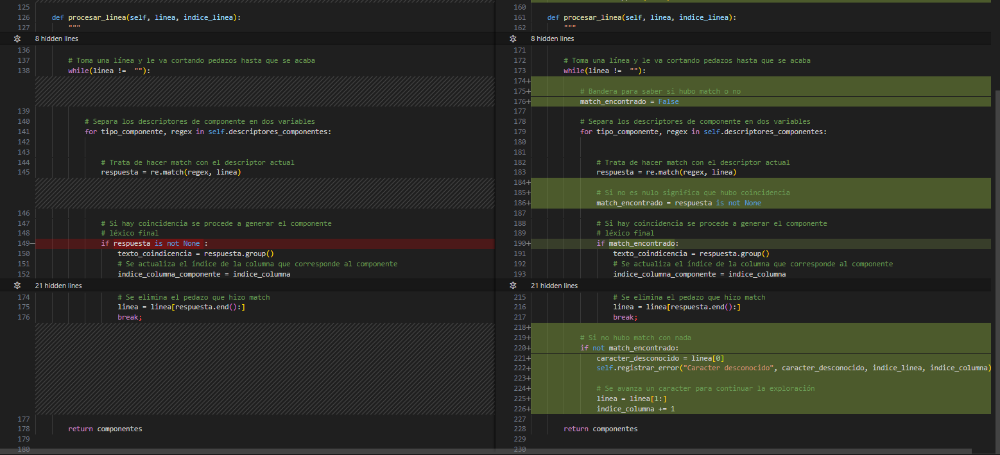 125
126 def procesar_linea(self, linea, indice_linea):
127 """
8 hidden lines
136
137 # Toma una línea y le va cortando pedazos hasta que se acaba
138 while(linea !=  ""):
139
140 # Separa los descriptores de componente en dos variables
141 for tipo_componente, regex in self.descriptores_componentes:
142
143
144 # Trata de hacer match con el descriptor actual
145 respuesta = re.match(regex, linea)
146
147 # Si hay coincidencia se procede a generar el componente
148 # léxico final
149— if respuesta is not None :
150 texto_coindicencia = respuesta.group()
151 # Se actualiza el índice de la columna que corresponde al componente
152 indice_columna_componente = indice_columna
21 hidden lines
174 # Se elimina el pedazo que hizo match
175 linea = linea[respuesta.end():]
176 break;
177
178 return componentes
179
180
160
161 def procesar_linea(self, linea, indice_linea):
162 """
8 hidden lines
171
172 # Toma una línea y le va cortando pedazos hasta que se acaba
173 while(linea !=  ""):
174+
175+ # Bandera para saber si hubo match o no
176+ match_encontrado = False
177
178 # Separa los descriptores de componente en dos variables
179 for tipo_componente, regex in self.descriptores_componentes:
180
181
182 # Trata de hacer match con el descriptor actual
183 respuesta = re.match(regex, linea)
184+
185+ # Si no es nulo significa que hubo coincidencia
186+ match_encontrado = respuesta is not None
187
188 # Si hay coincidencia se procede a generar el componente
189 # léxico final
190+ if match_encontrado:
191 texto_coindicencia = respuesta.group()
192 # Se actualiza el índice de la columna que corresponde al componente
193 indice_columna_componente = indice_columna
21 hidden lines
215 # Se elimina el pedazo que hizo match
216 linea = linea[respuesta.end():]
217 break;
218+
219+ # Si no hubo match con nada
220+ if not match_encontrado:
221+ caracter_desconocido = linea[0]
222+ self.registrar_error("Caracter desconocido", caracter_desconocido, indice_linea, indice_columna)
223+
224+ # Se avanza un caracter para continuar la exploración
225+ linea = linea[1:]
226+ indice_columna += 1
227
228 return componentes
229
230